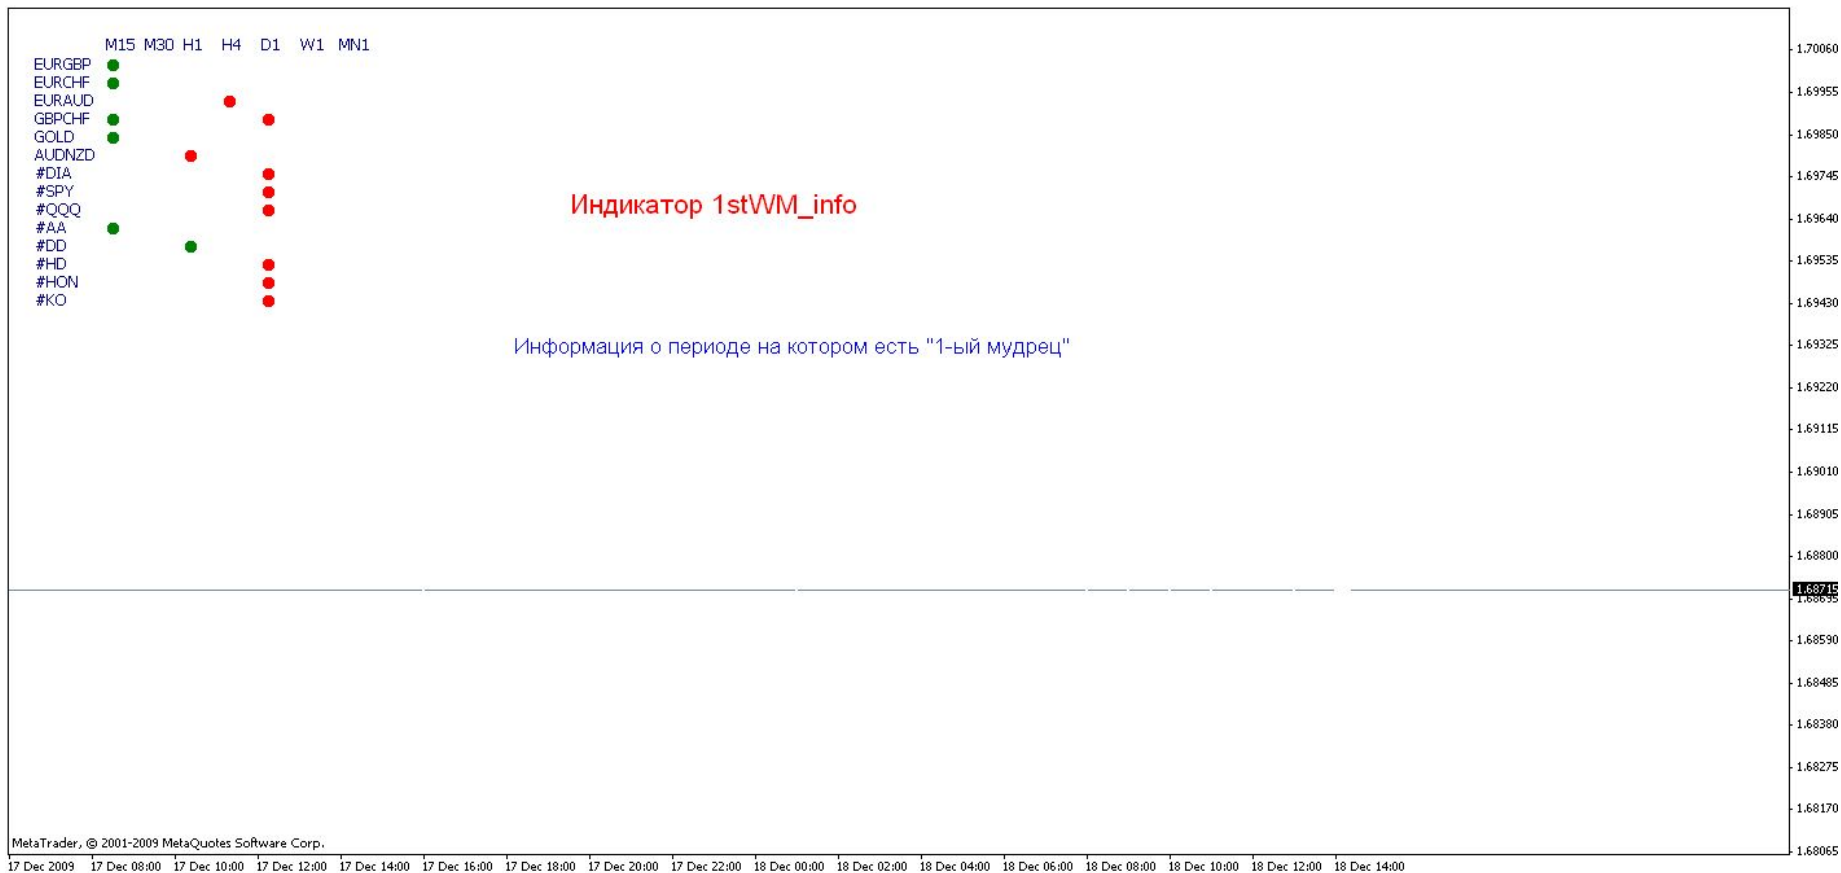 M15 M30 H1 H4 D1 W1 MN1
EURGBP
EURCHF
EURAUD
GBPCHF
GOLD
AUDNZD
#DIA
#SPY
#QQQ
#AA
#DD
#HD
#HON
#KO
Индикатор 1stWM_info
Информация о периоде на котором есть "1-ый мудрец"
1.70060
1.69955
1.69850
1.69745
1.69640
1.69535
1.69430
1.69325
1.69220
1.69115
1.69010
1.68905
1.68800
1.68715
1.68695
1.68590
1.68485
1.68380
1.68275
1.68170
1.68065
MetaTrader, © 2001-2009 MetaQuotes Software Corp.
17 Dec 2009 17 Dec 08:00 17 Dec 10:00 17 Dec 12:00 17 Dec 14:00 17 Dec 16:00 17 Dec 18:00 17 Dec 20:00 17 Dec 22:00 18 Dec 00:00 18 Dec 02:00 18 Dec 04:00 18 Dec 06:00 18 Dec 08:00 18 Dec 10:00 18 Dec 12:00 18 Dec 14:00